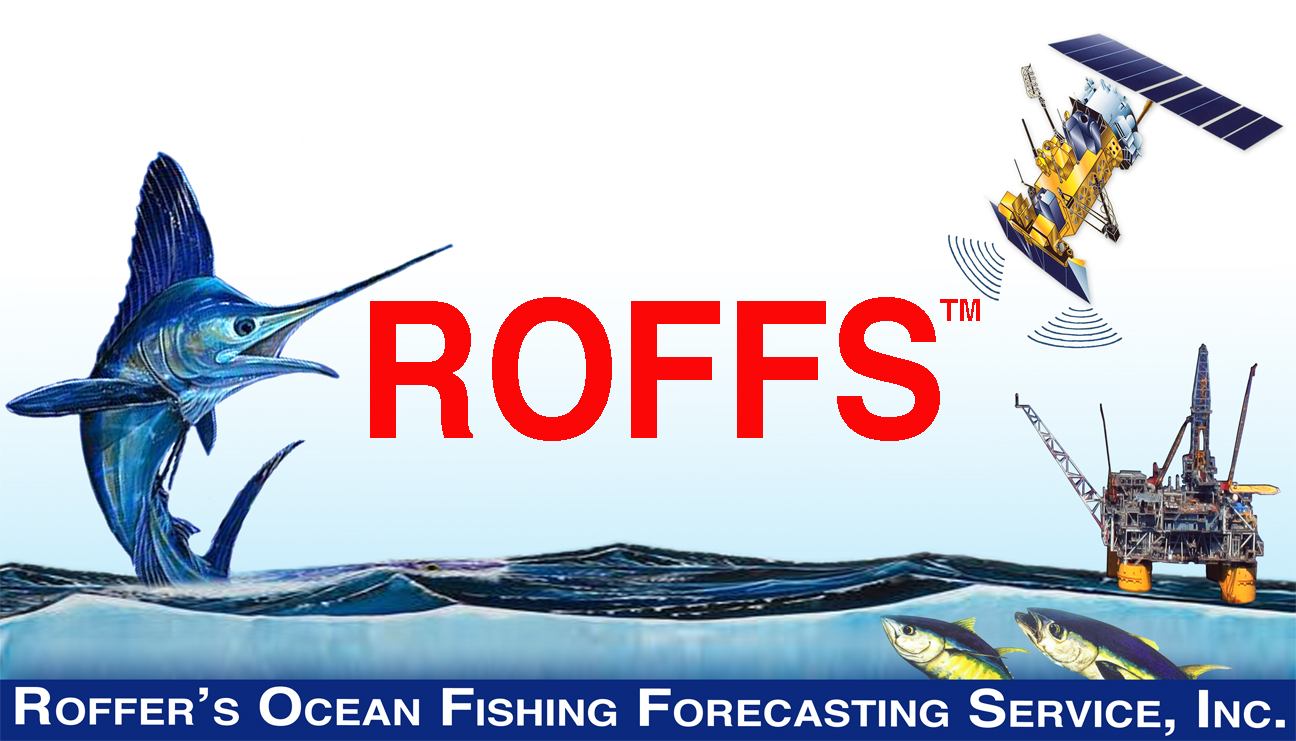 ROFFS™
ROFFER'S OCEAN FISHING FORECASTING SERVICE, INC.